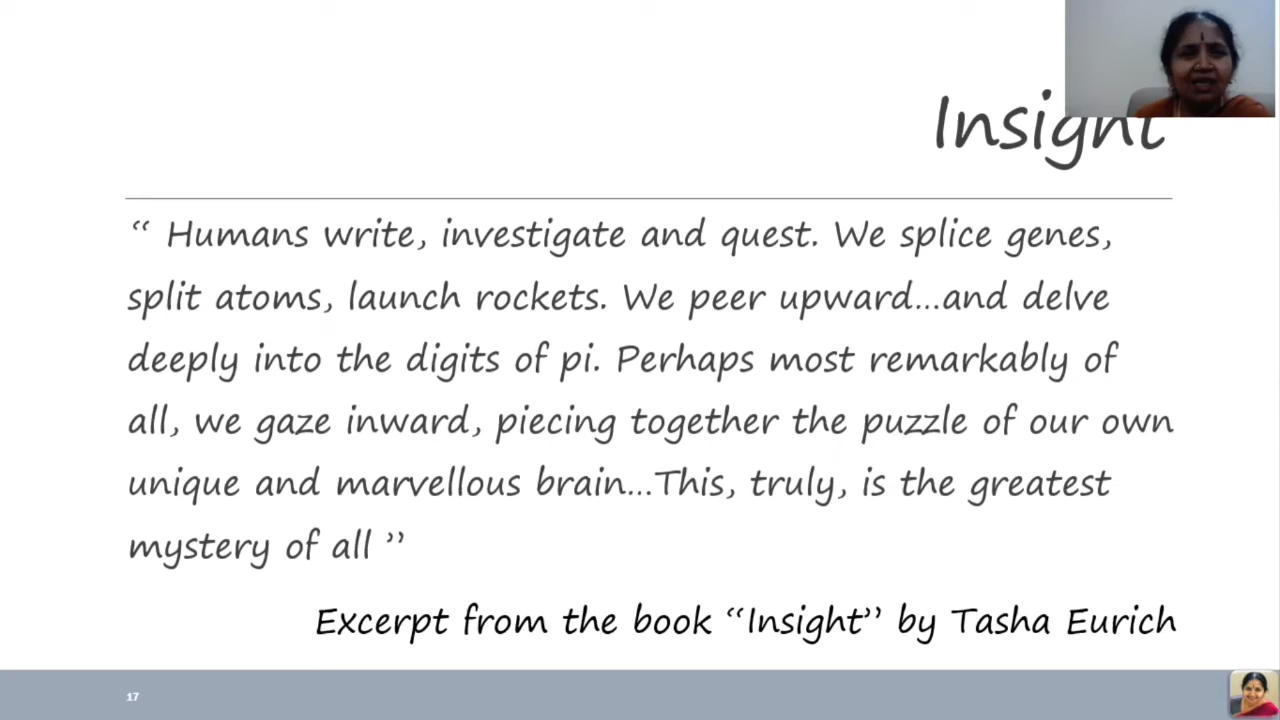 Insight
“ Humans write, investigate and quest. We splice genes,
split atoms, launch rockets. We peer upward...and delve
deeply into the digits of pi. Perhaps most remarkably of
all, we gaze inward, piecing together the puzzle of our own
unique and marvellous brain...This, truly, is the greatest
mystery of all ”
Excerpt from the book “Insight” by Tasha Eurich
17